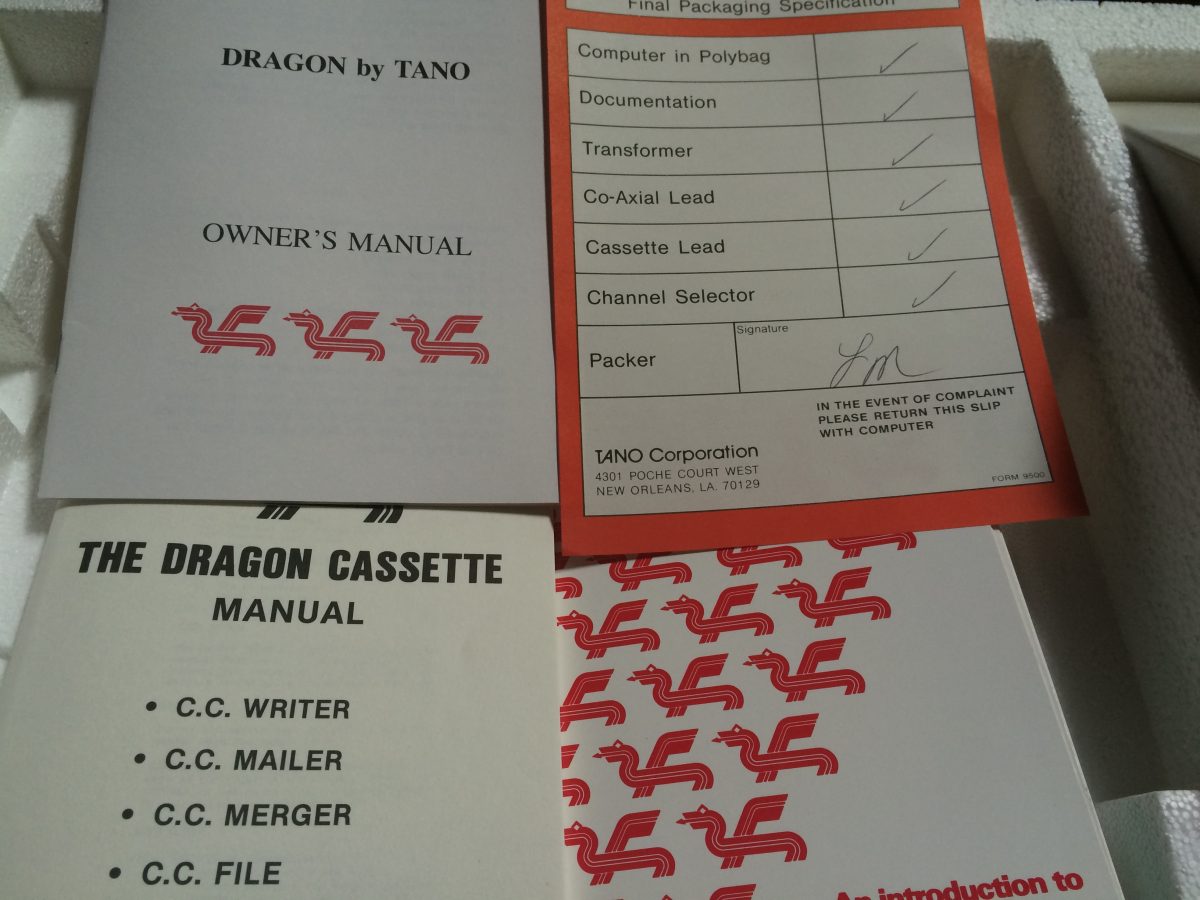 DRAGON by TANO
OWNER'S MANUAL
Final Packaging Specification
Computer in Polybag
Documentation
Transformer
Co-Axial Lead
Cassette Lead
Channel Selector
Signature
Packer
IN THE EVENT OF COMPLAINT
PLEASE RETURN THIS SLIP
WITH COMPUTER
TANO Corporation
4301 POCHE COURT WEST
NEW ORLEANS, LA. 70129
FORM 9500
THE DRAGON CASSETTE
MANUAL
• C.C. WRITER
• C.C. MAILER
• C.C. MERGER
• C.C. FILE
An introduction to